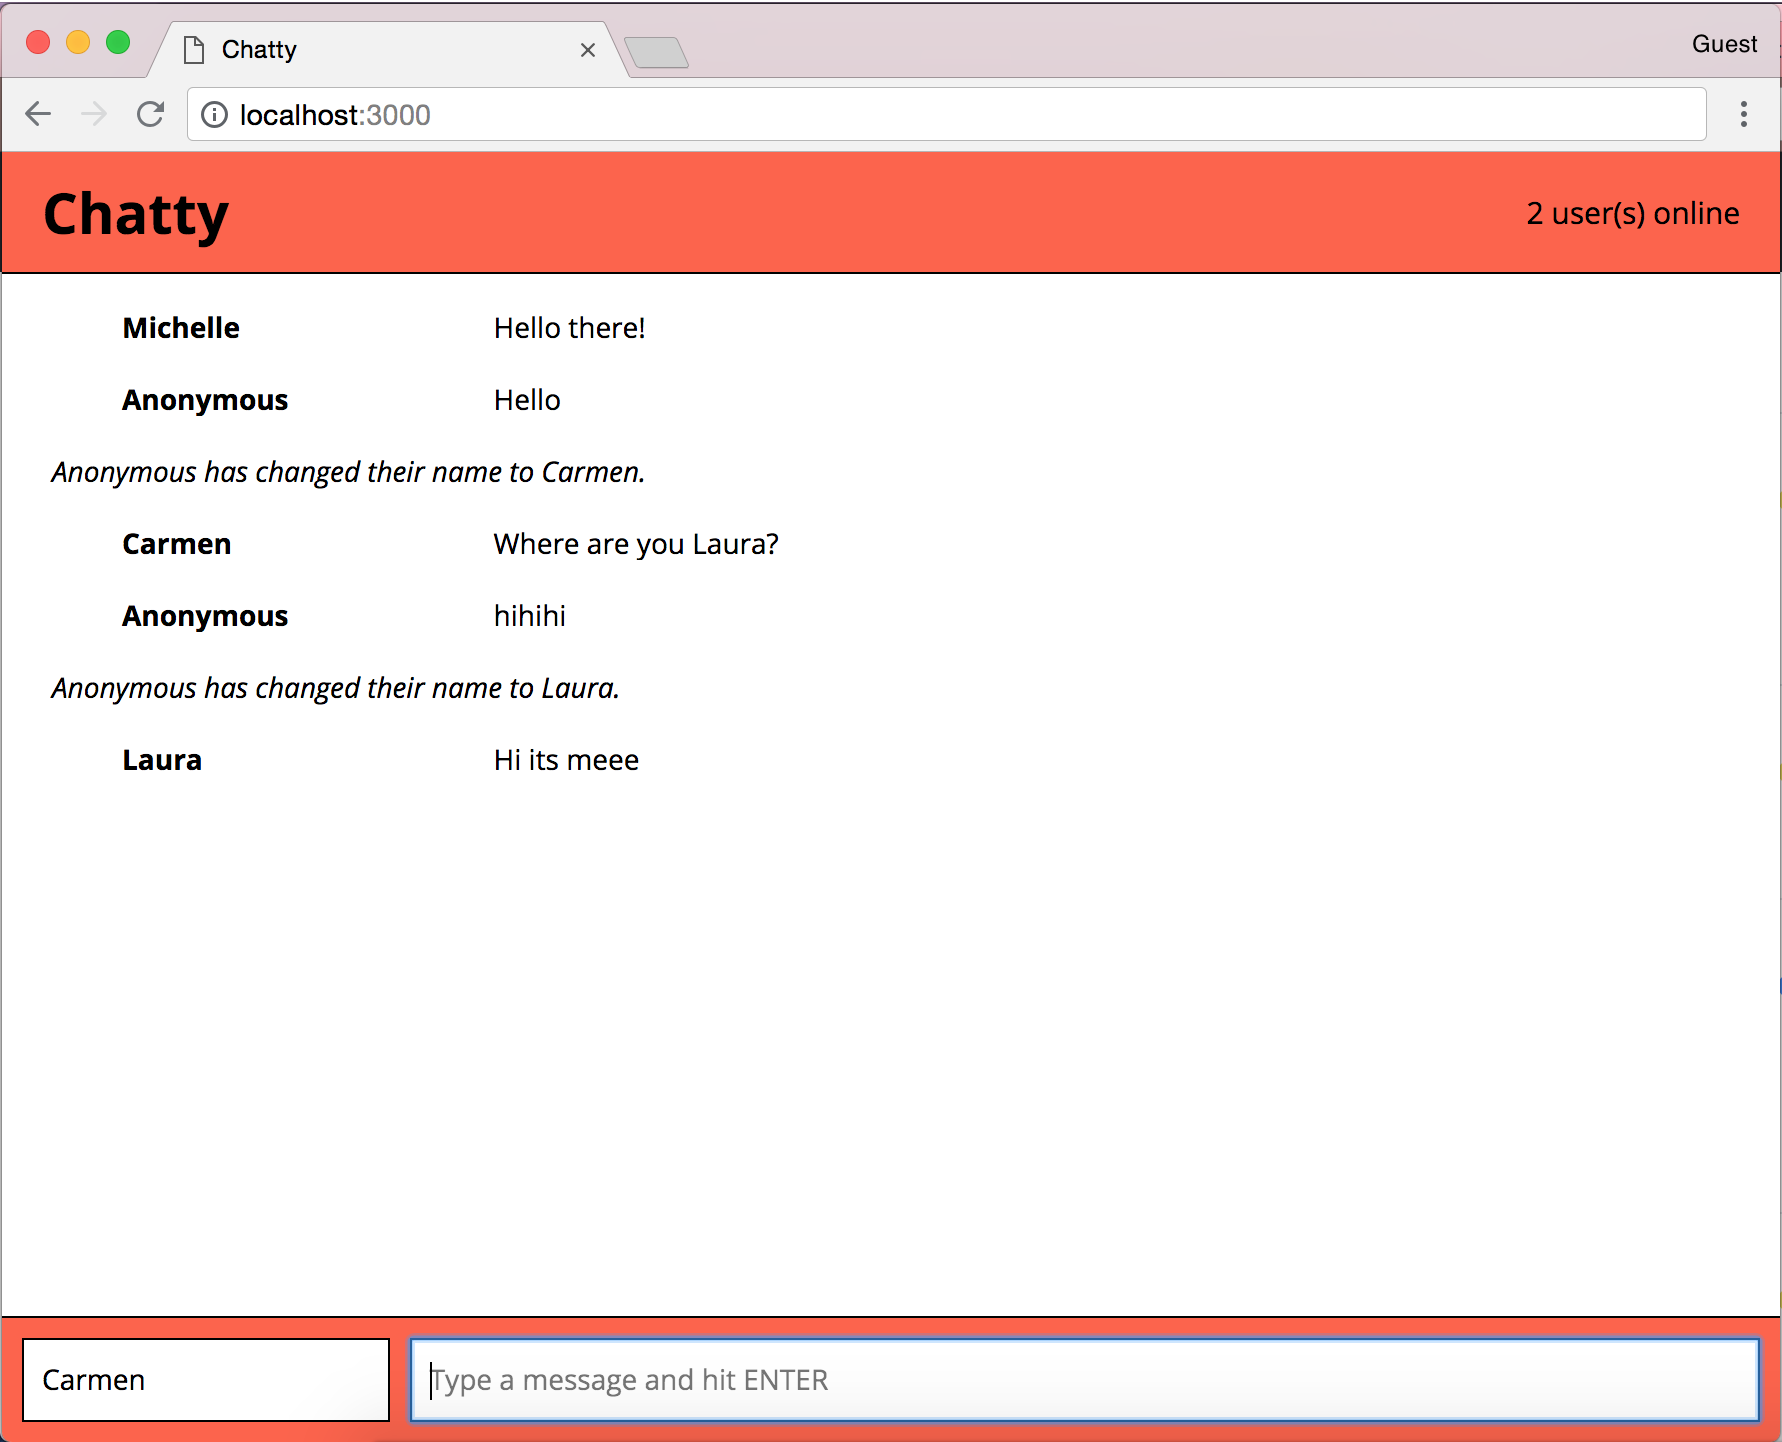 Chatty
Guest
localhost:3000
Chatty 2 user(s) online
Michelle Hello there!
Anonymous Hello
Anonymous has changed their name to Carmen.
Carmen Where are you Laura?
Anonymous hihihi
Anonymous has changed their name to Laura.
Laura Hi its meee
Carmen Type a message and hit ENTER